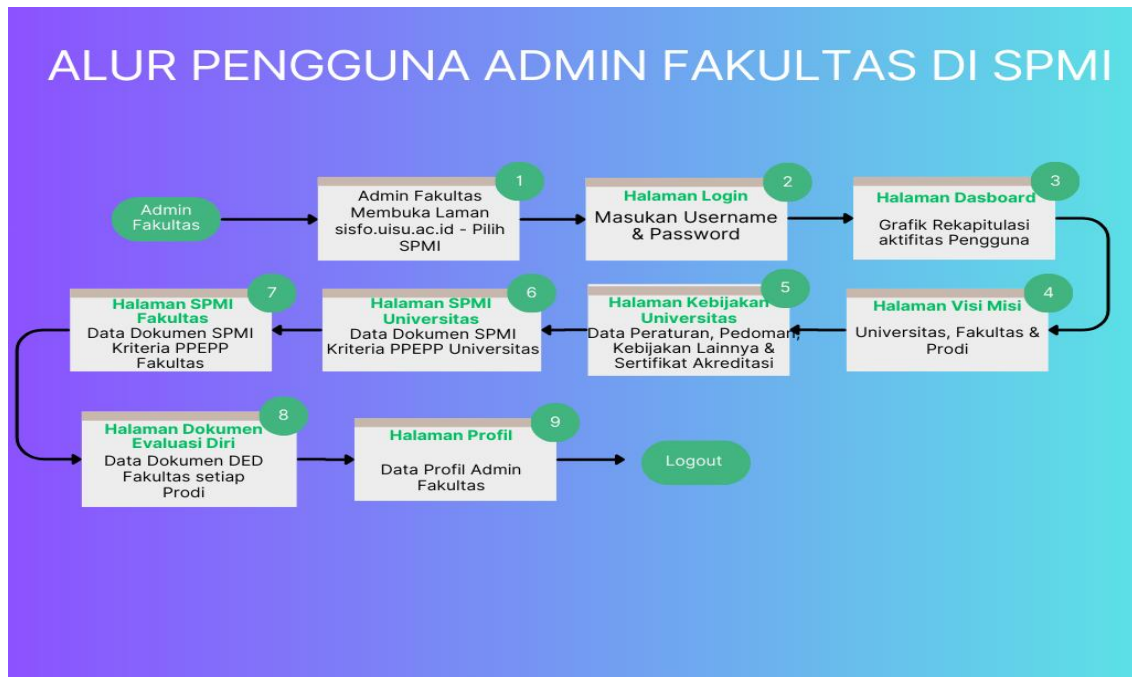 ALUR PENGGUNA ADMIN FAKULTAS DI SPMI
Admin
Fakultas
1
Admin Fakultas
Membuka Laman
sisfo.uisu.ac.id - Pilih
SPMI
2
Halaman Login
Masukan Username
& Password
3
Halaman Dasboard
Grafik Rekapitulasi
aktifitas Pengguna
4
Halaman Visi Misi
Universitas, Fakultas &
Prodi
5
Halaman Kebijakan
Universitas
Data Peraturan, Pedoman,
Kebijakan Lainnya &
Sertifikat Akreditasi
6
Halaman SPMI
Universitas
Data Dokumen SPMI
Kriteria PPEPP Universitas
7
Halaman SPMI
Fakultas
Data Dokumen SPMI
Kriteria PPEPP
Fakultas
8
Halaman Dokumen
Evaluasi Diri
Data Dokumen DED
Fakultas setiap
Prodi
9
Halaman Profil
Data Profil Admin
Fakultas
Logout